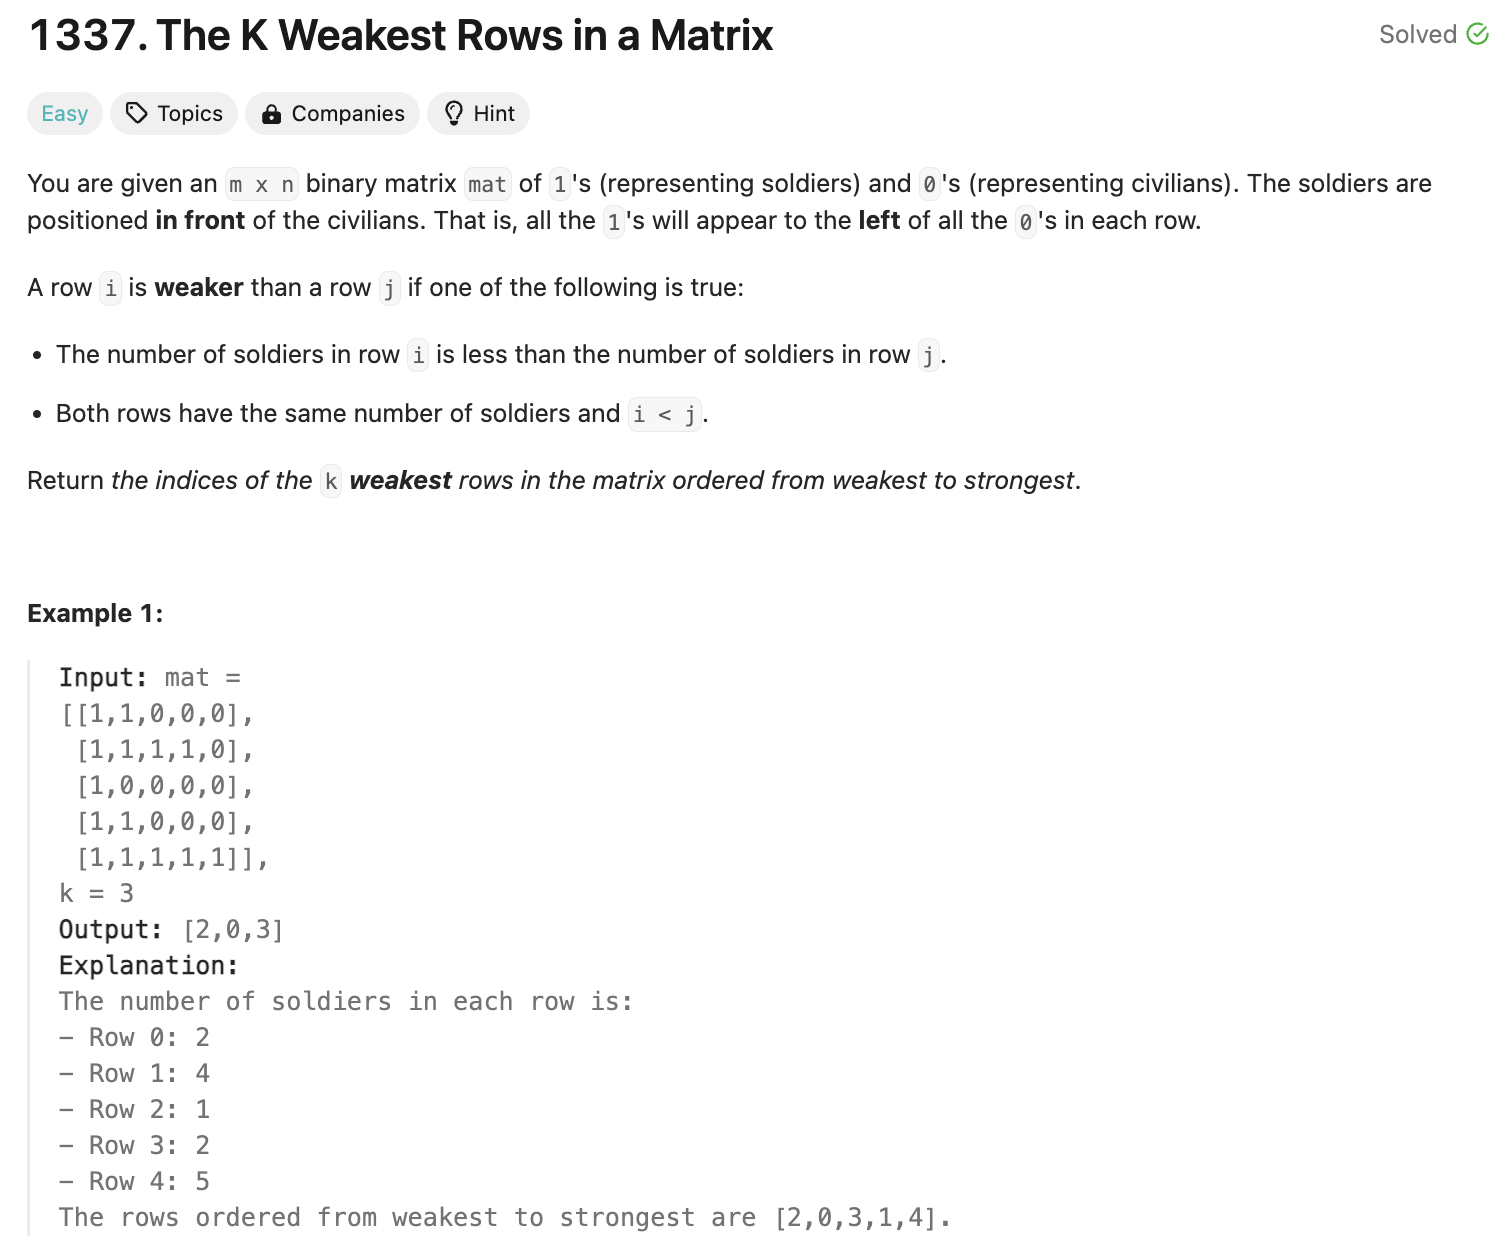 1337. The K Weakest Rows in a Matrix
Solved
Easy Topics Companies Hint
You are given an m x n binary matrix mat of 1's (representing soldiers) and 0's (representing civilians). The soldiers are
positioned in front of the civilians. That is, all the 1's will appear to the left of all the 0's in each row.
A row i is weaker than a row j if one of the following is true:
• The number of soldiers in row i is less than the number of soldiers in row j.
• Both rows have the same number of soldiers and i < j.
Return the indices of the k weakest rows in the matrix ordered from weakest to strongest.
Example 1:
Input: mat =
[[1,1,0,0,0],
[1,1,1,1,0],
[1,0,0,0,0],
[1,1,0,0,0],
[1,1,1,1,1]],
k = 3
Output: [2,0,3]
Explanation:
The number of soldiers in each row is:
- Row 0: 2
- Row 1: 4
- Row 2: 1
- Row 3: 2
- Row 4: 5
The rows ordered from weakest to strongest are [2,0,3,1,4].